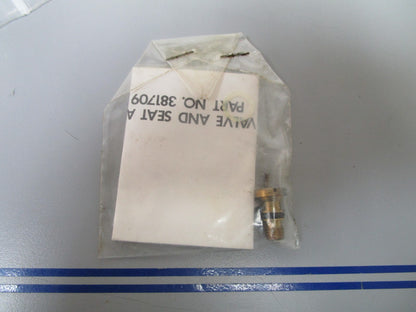 VALVE AND SEAT A
PART NO. 381709